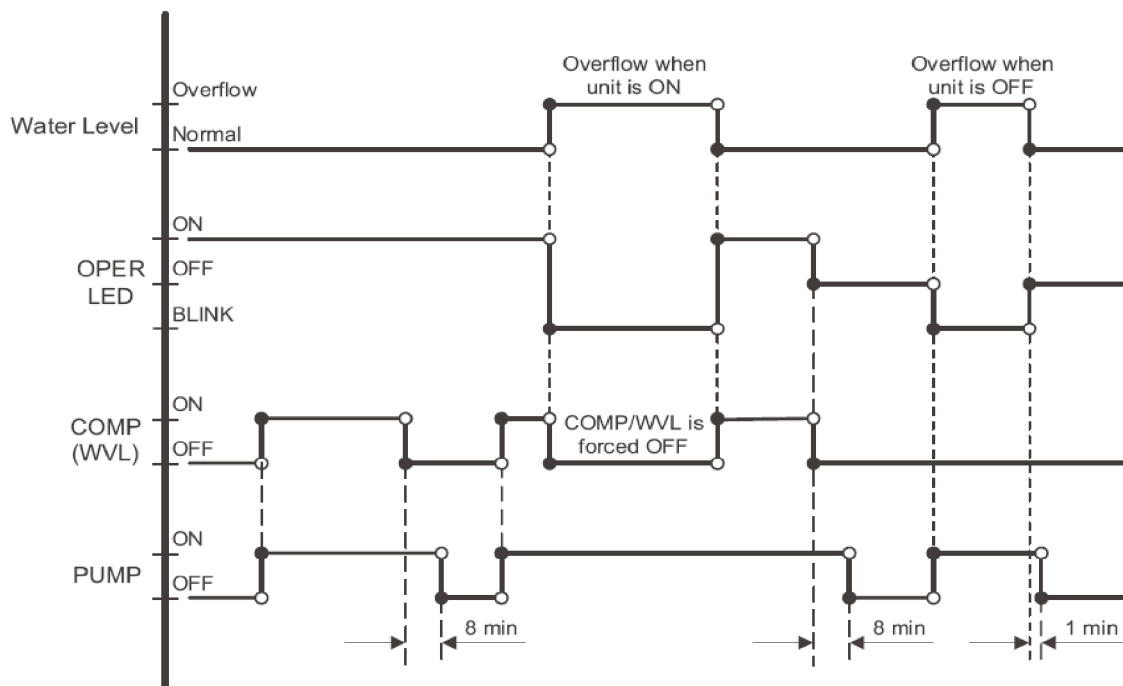 Overflow when
unit is ON
Overflow when
unit is OFF
Water Level
Overflow
Normal
OPER
LED
ON
OFF
BLINK
COMP
(WVL)
ON
OFF
COMP/WVL is
forced OFF
PUMP
ON
OFF
8 min
8 min
1 min